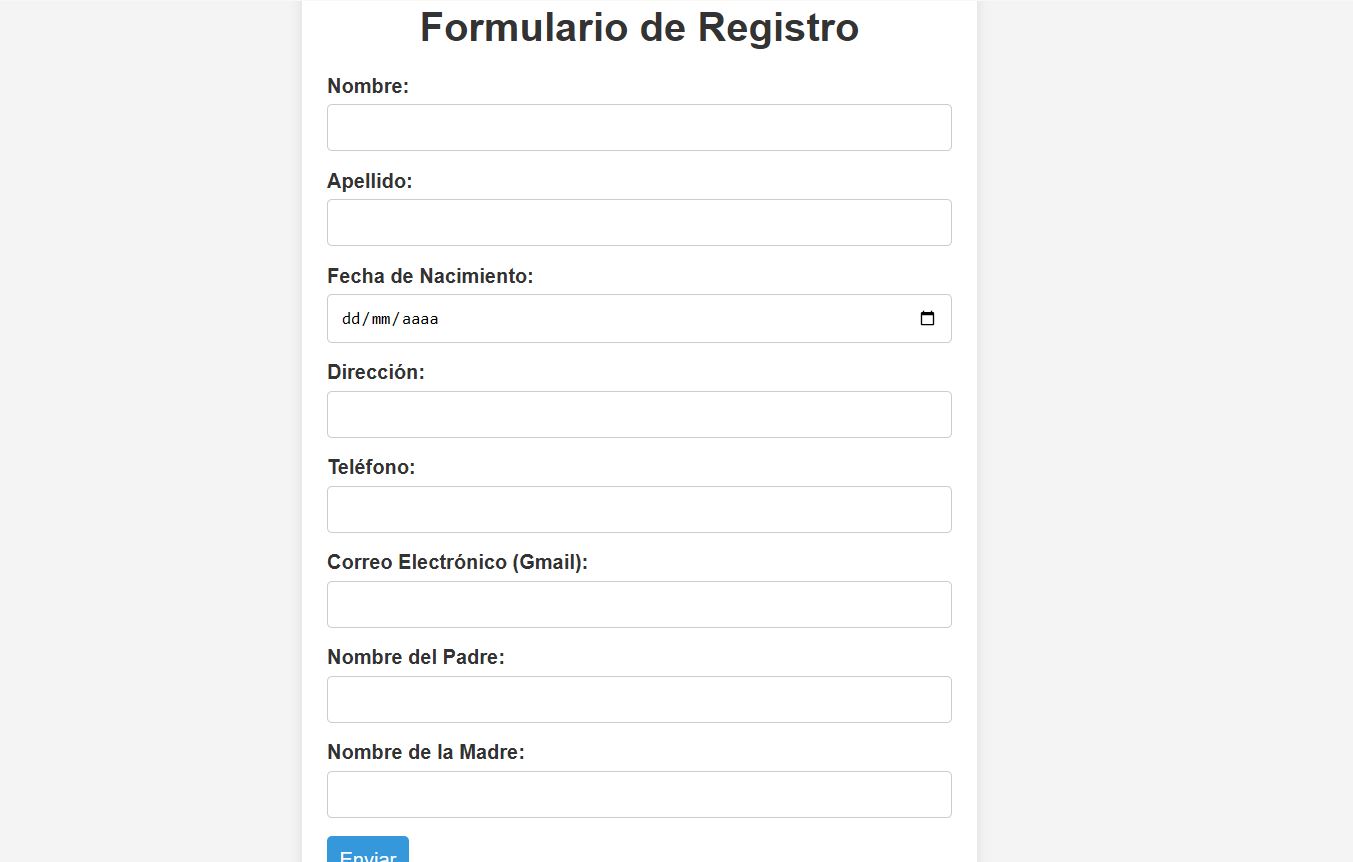 Formulario de Registro
Nombre:
Apellido:
Fecha de Nacimiento:
dd/mm/aaaa
Dirección:
Teléfono:
Correo Electrónico (Gmail):
Nombre del Padre:
Nombre de la Madre:
Enviar